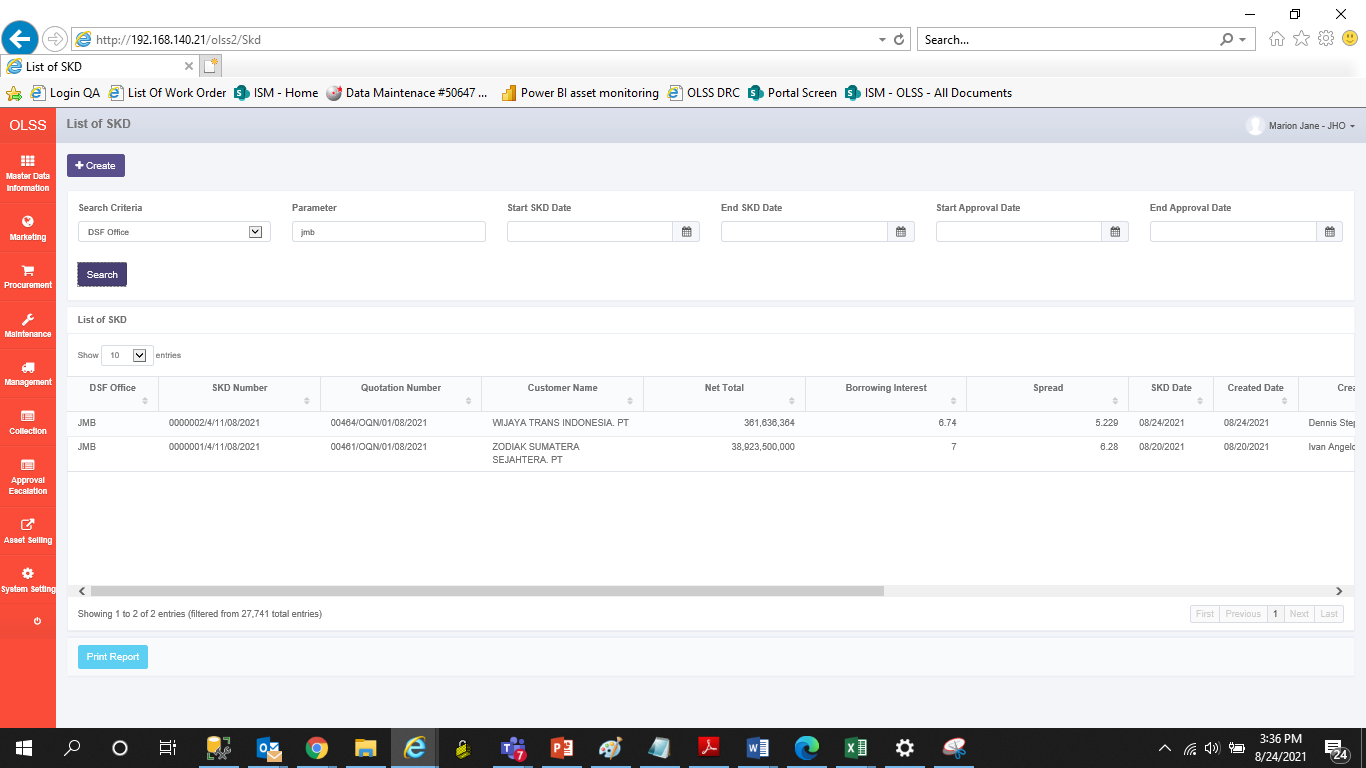 http://192.168.140.21/olss2/Skd
Search...
List of SKD
Login QA
List Of Work Order
ISM - Home
Data Maintenace #50647 ...
Power BI asset monitoring
OLSS DRC
Portal Screen
ISM - OLSS - All Documents
OLSS
List of SKD
Marion Jane - JHO
Master Data
Information
Marketing
Procurement
Maintenance
Management
Collection
Approval
Escalation
Asset Selling
System Setting
Create
Search Criteria
Parameter
Start SKD Date
End SKD Date
Start Approval Date
End Approval Date
DSF Office
jmb
Search
List of SKD
Show 10 entries
DSF Office
SKD Number
Quotation Number
Customer Name
Net Total
Borrowing Interest
Spread
SKD Date
Created Date
Crea
JMB
0000002/4/11/08/2021
00464/OQN/01/08/2021
WIJAYA TRANS INDONESIA. PT
361,636,364
6.74
5.229
08/24/2021
08/24/2021
Dennis Step
JMB
0000001/4/11/08/2021
00461/OQN/01/08/2021
ZODIAK SUMATERA
SEJAHTERA. PT
38,923,500,000
7
6.28
08/20/2021
08/20/2021
Ivan Angelo
Showing 1 to 2 of 2 entries (filtered from 27,741 total entries)
First
Previous
1
Next
Last
Print Report
7
3:36 PM
8/24/2021
24